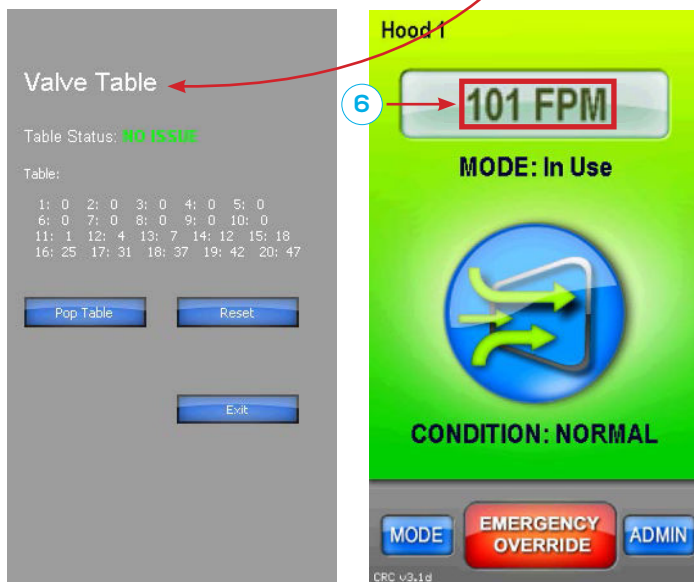 Valve Table
Table Status: NO ISSUE
Table:
1: 0 2: 0 3: 0 4: 0 5: 0
6: 0 7: 0 8: 0 9: 0 10: 0
11: 1 12: 4 13: 7 14: 12 15: 18
16: 25 17: 31 18: 37 19: 42 20: 47
Pop Table
Reset
Exit
Hood 1
6
101 FPM
MODE: In Use
CONDITION: NORMAL
MODE
EMERGENCY
OVERRIDE
ADMIN
CRC v3.1d